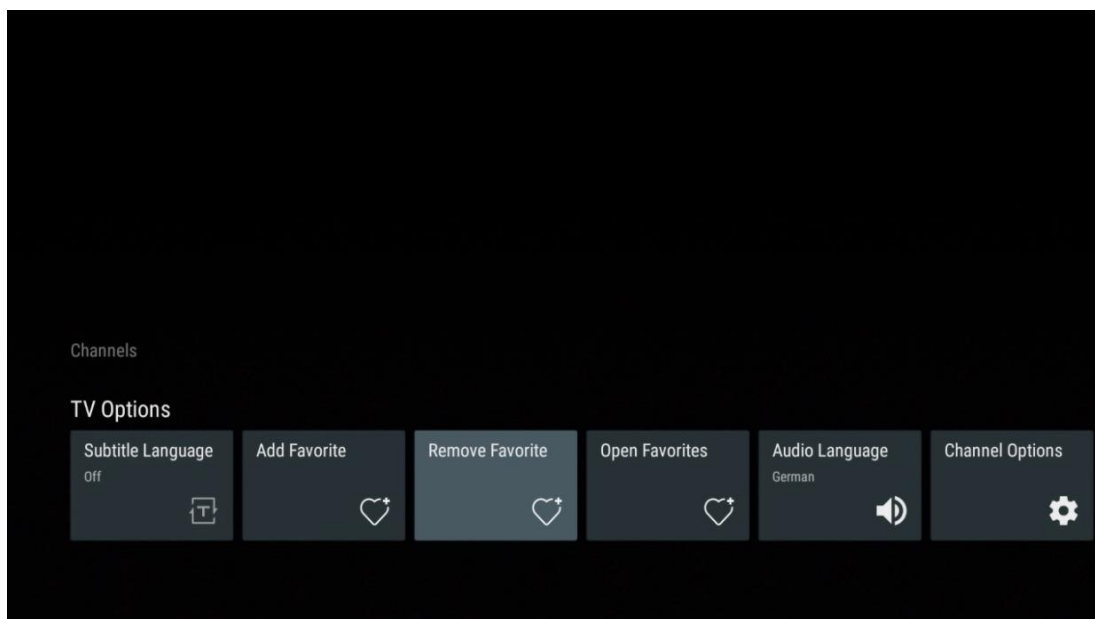 Channels
TV Options
Subtitle Language
Off
Add Favorite
Remove Favorite
Open Favorites
Audio Language
German
Channel Options